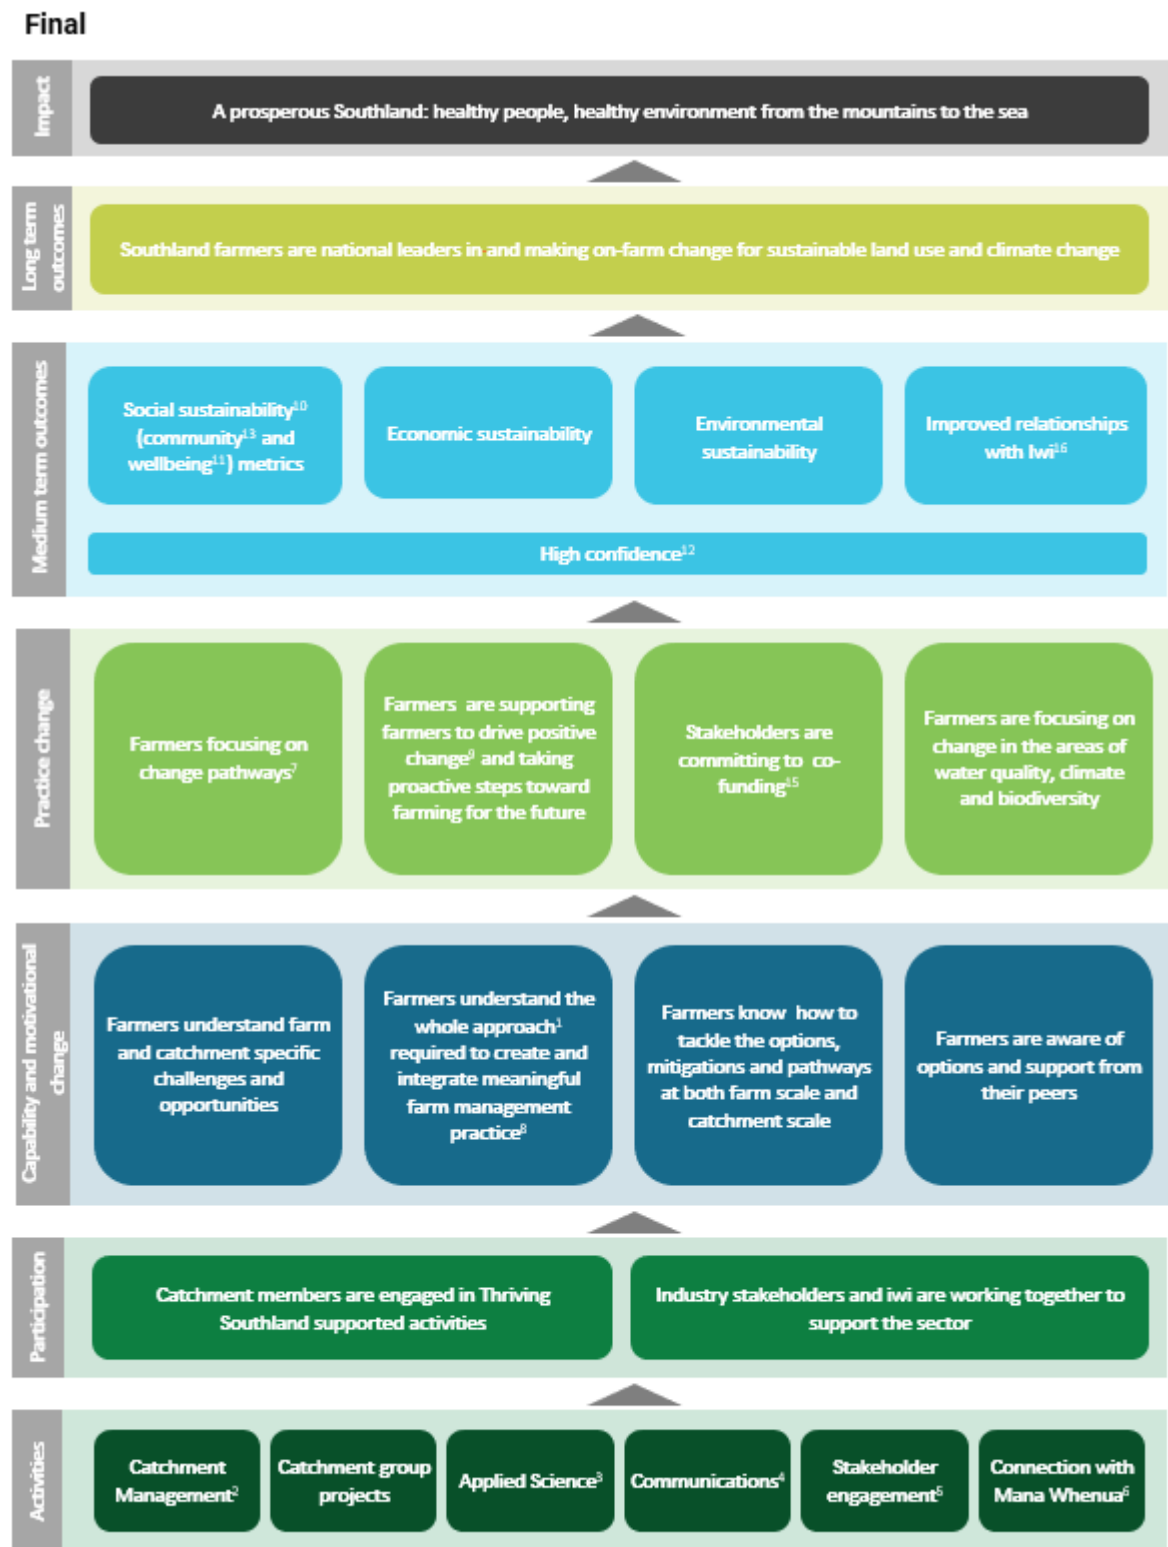 Final
Impact
A prosperous Southland: healthy people, healthy environment from the mountains to the sea
Long term
outcomes
Southland farmers are national leaders in and making on-farm change for sustainable land use and climate change
Medium term outcomes
Social sustainability¹⁰
(community¹³ and
wellbeing¹¹) metrics
Economic sustainability
Environmental
sustainability
Improved relationships
with Iwi¹⁶
High confidence¹²
Practice change
Farmers focusing on
change pathways⁷
Farmers are supporting
farmers to drive positive
change⁹ and taking
proactive steps toward
farming for the future
Stakeholders are
committing to co-
funding¹⁵
Farmers are focusing on
change in the areas of
water quality, climate
and biodiversity
Capability and motivational
change
Farmers understand farm
and catchment specific
challenges and
opportunities
Farmers understand the
whole approach¹
required to create and
integrate meaningful
farm management
practice⁸
Farmers know how to
tackle the options,
mitigations and pathways
at both farm scale and
catchment scale
Farmers are aware of
options and support from
their peers
Participation
Catchment members are engaged in Thriving
Southland supported activities
Industry stakeholders and iwi are working together to
support the sector
Activities
Catchment
Management²
Catchment group
projects
Applied Science³
Communications⁴
Stakeholder
engagement⁵
Connection with
Mana Whenua⁶